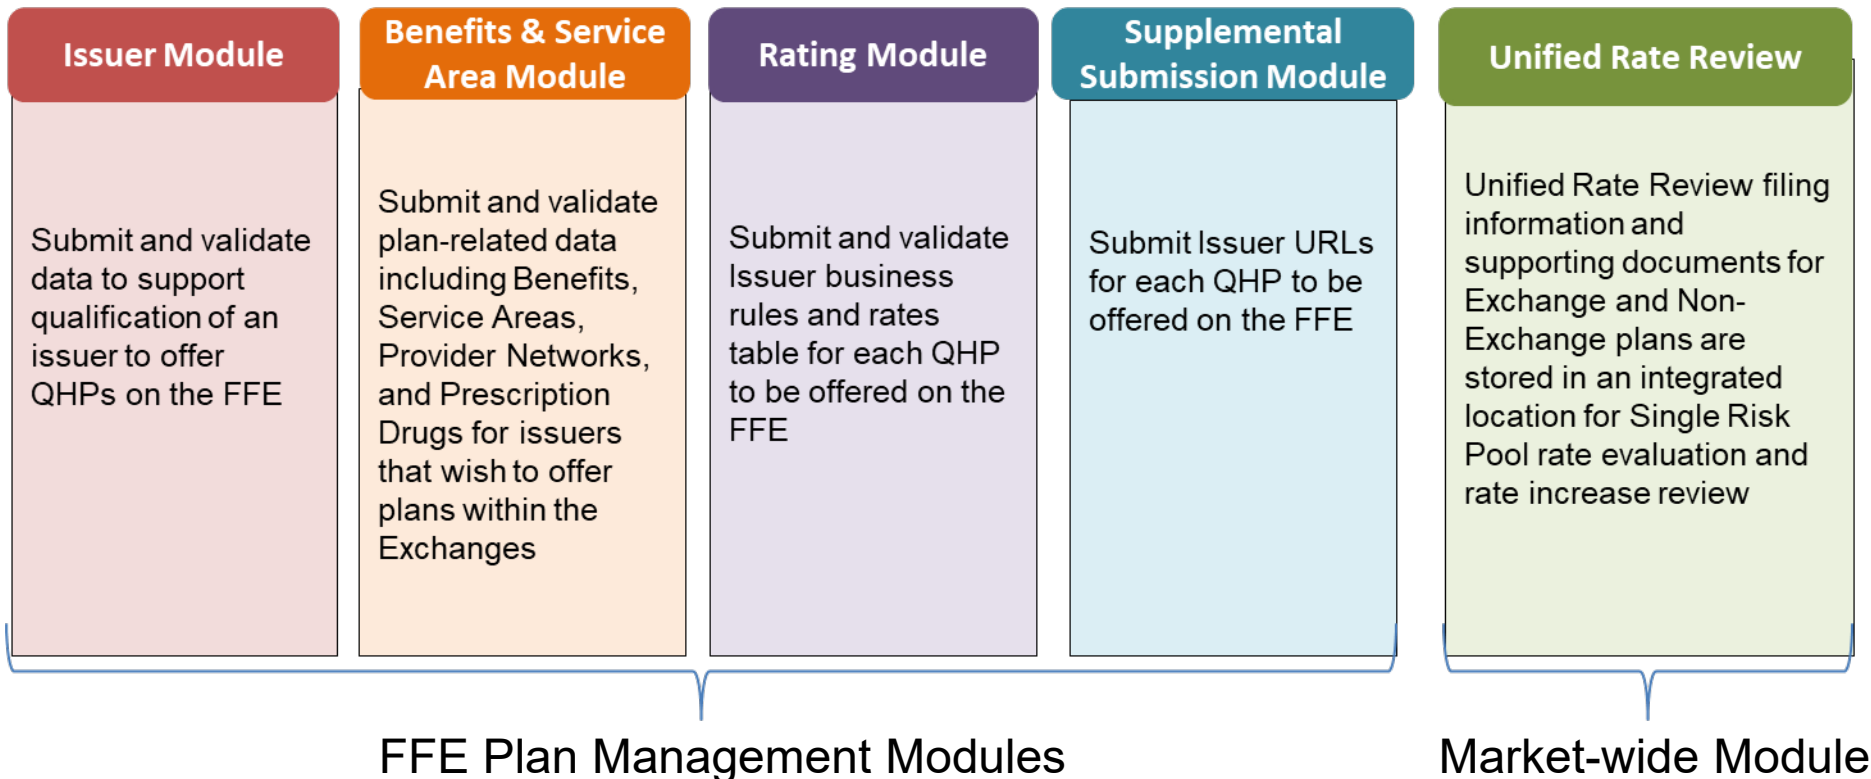 Issuer Module
Submit and validate
data to support
qualification of an
issuer to offer
QHPs on the FFE
Benefits & Service
Area Module
Submit and validate
plan-related data
including Benefits,
Service Areas,
Provider Networks,
and Prescription
Drugs for issuers
that wish to offer
plans within the
Exchanges
Rating Module
Submit and validate
Issuer business
rules and rates
table for each QHP
to be offered on the
FFE
Supplemental
Submission Module
Submit Issuer URLs
for each QHP to be
offered on the FFE
Unified Rate Review
Unified Rate Review filing
information and
supporting documents for
Exchange and Non-
Exchange plans are
stored in an integrated
location for Single Risk
Pool rate evaluation and
rate increase review
FFE Plan Management Modules
Market-wide Module